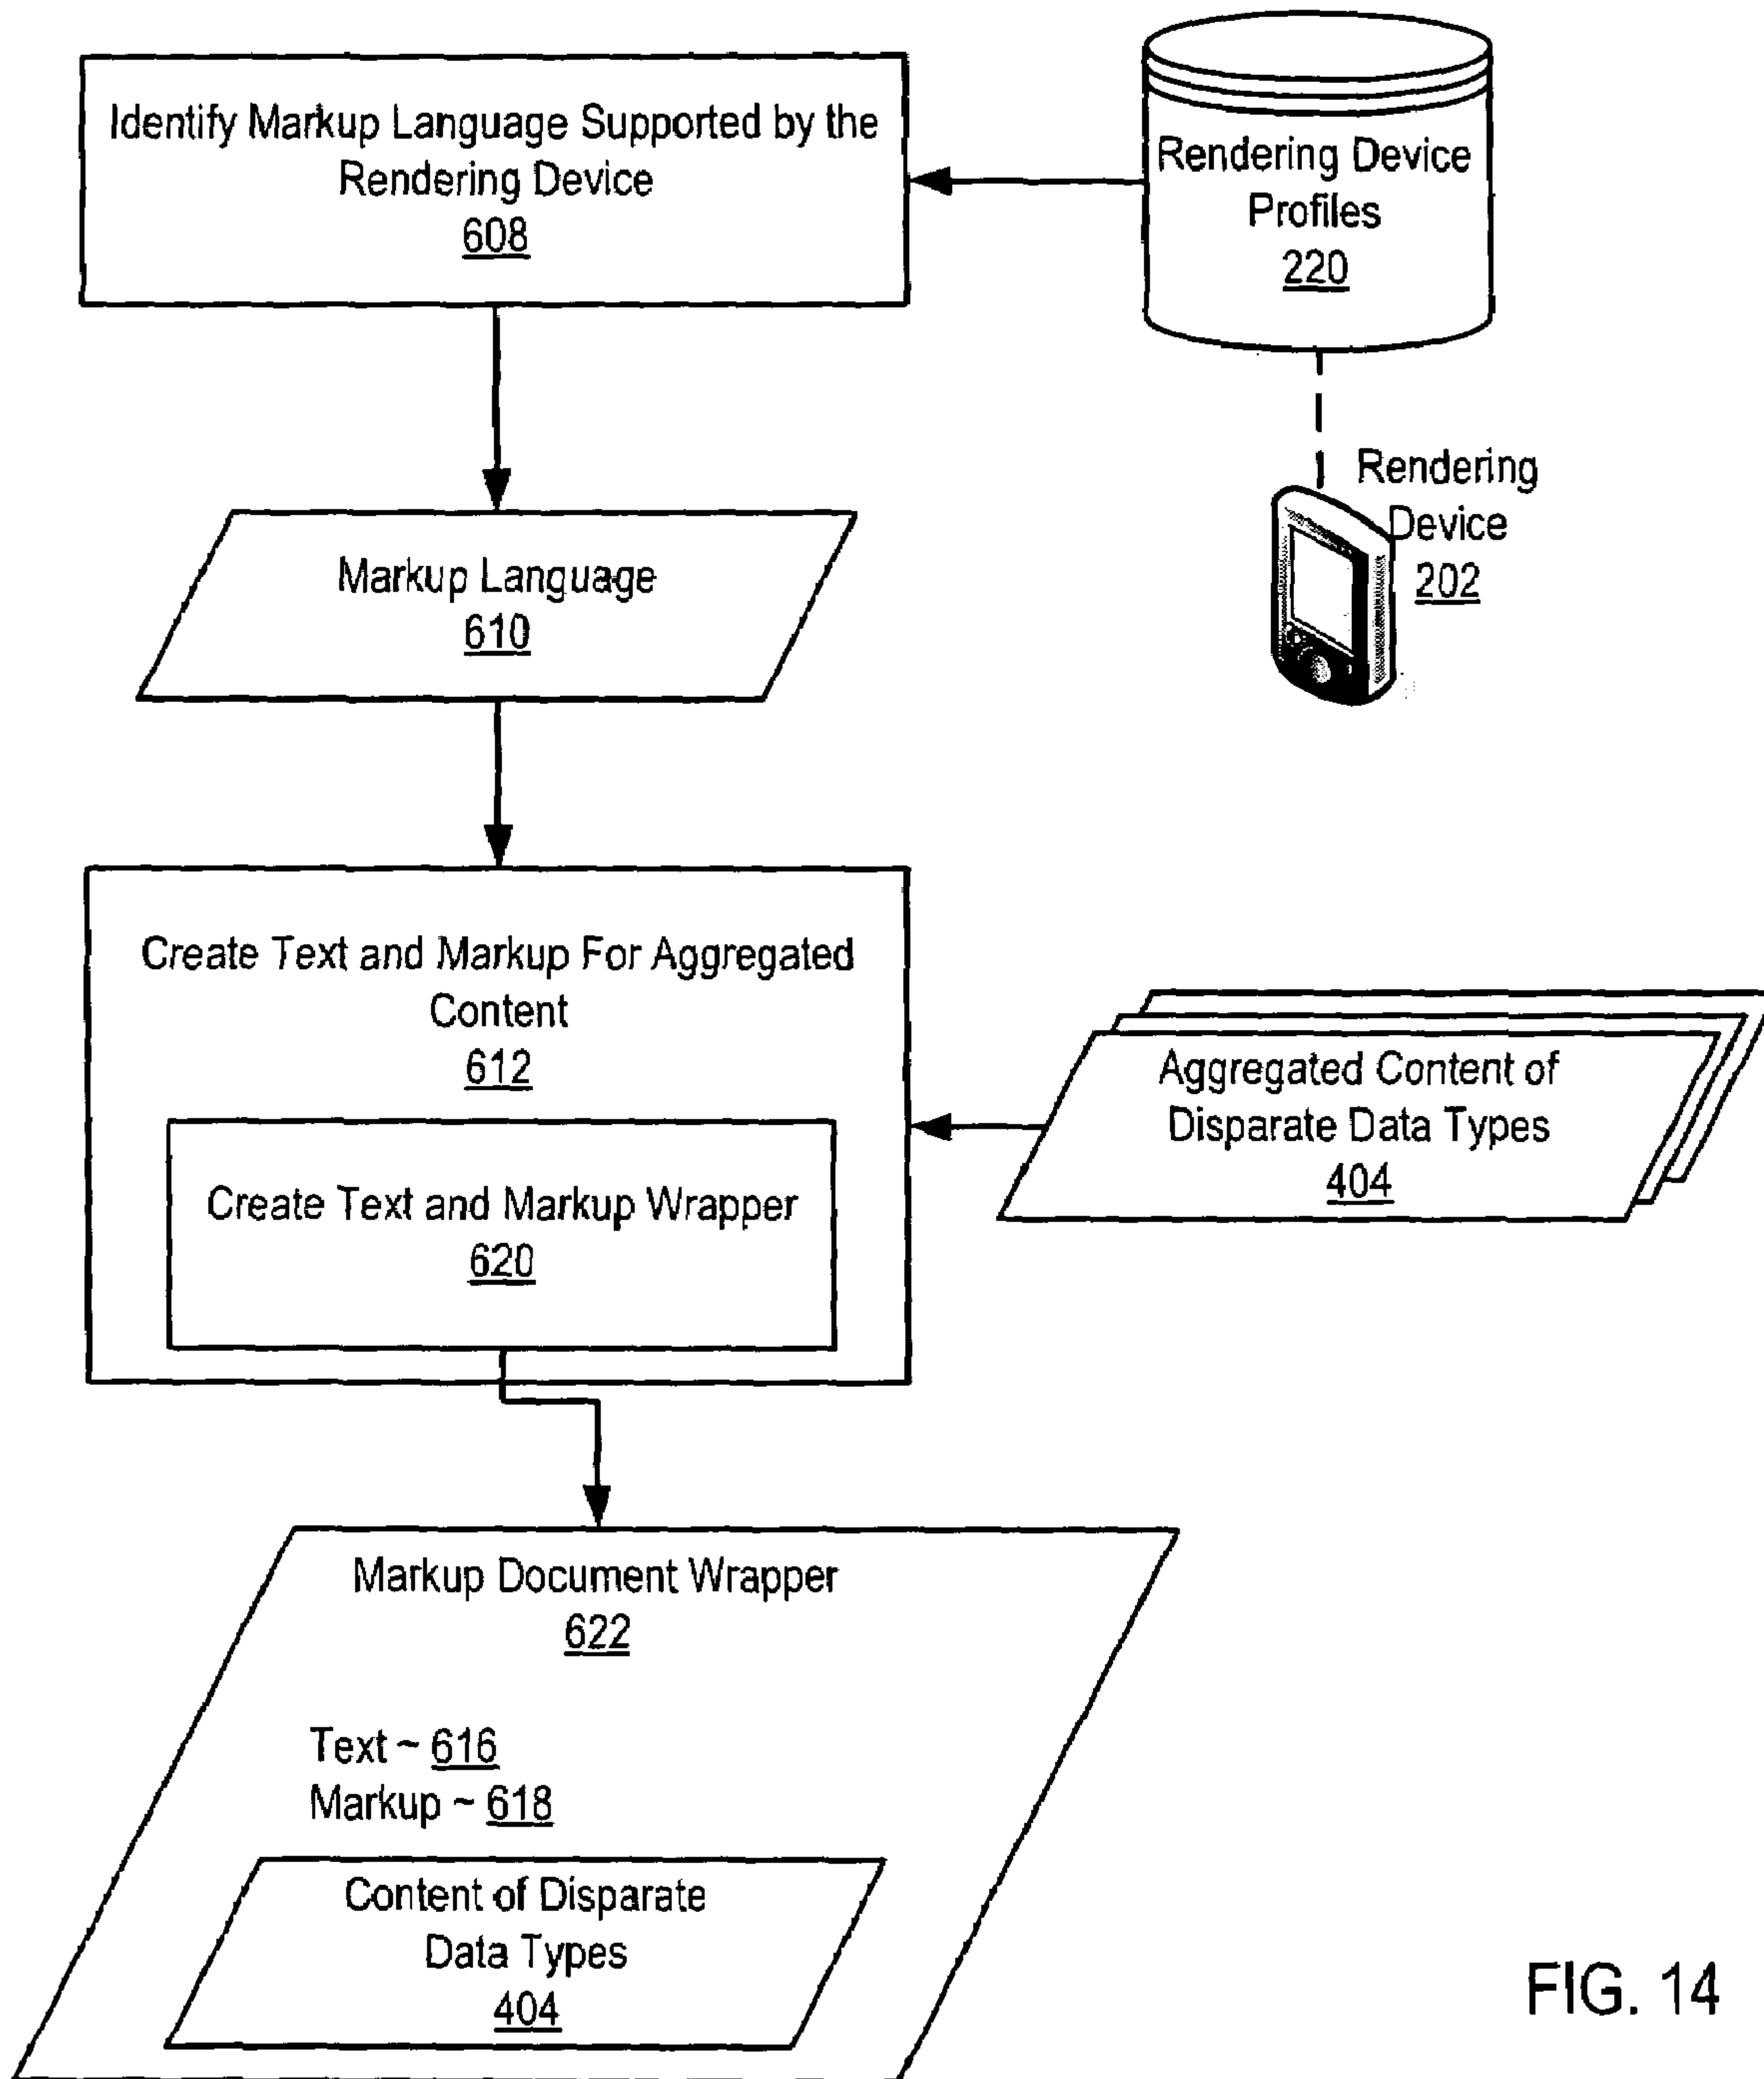 Identify Markup Language Supported by the
Rendering Device
608
Rendering Device
Profiles
220
Rendering
Device
202
Markup Language
610
Create Text and Markup For Aggregated
Content
612
Aggregated Content of
Disparate Data Types
404
Create Text and Markup Wrapper
620
Markup Document Wrapper
622
Text ~ 616
Markup ~ 618
Content of Disparate
Data Types
404
FIG. 14